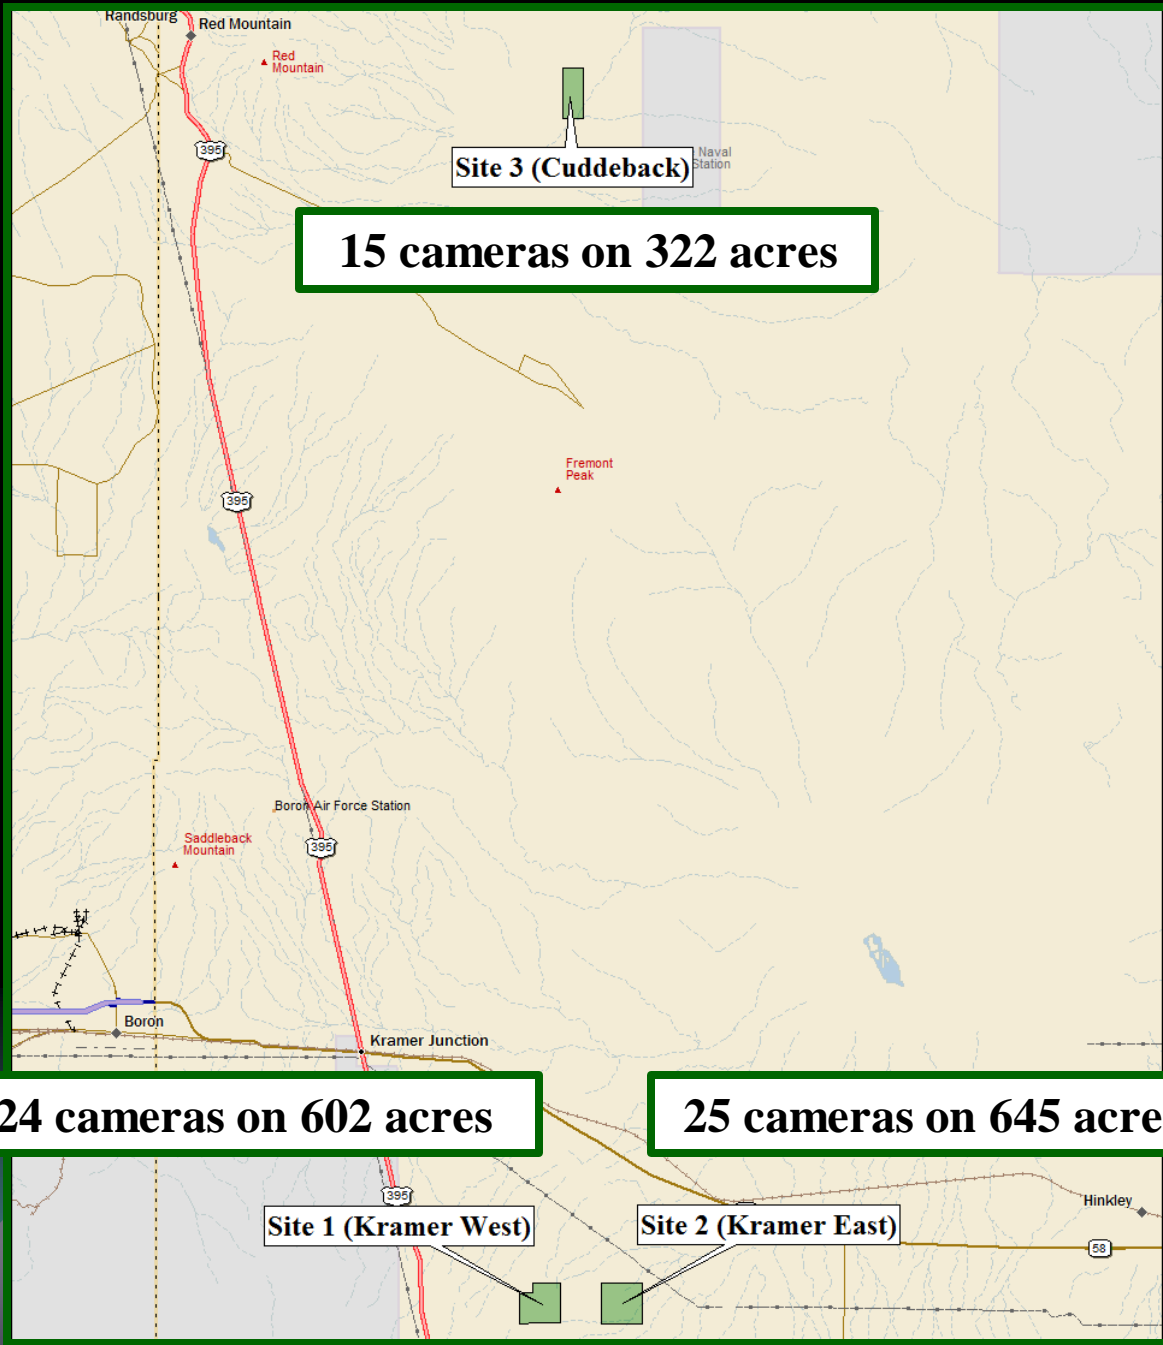 Randsburg
Red Mountain
Red
Mountain
395
Site 3 (Cuddeback)
Naval
Station
15 cameras on 322 acres
Fremont
Peak
395
Boron Air Force Station
Saddleback
Mountain
395
Boron
Kramer Junction
24 cameras on 602 acres
25 cameras on 645 acre
395
Hinkley
Site 1 (Kramer West)
Site 2 (Kramer East)
58